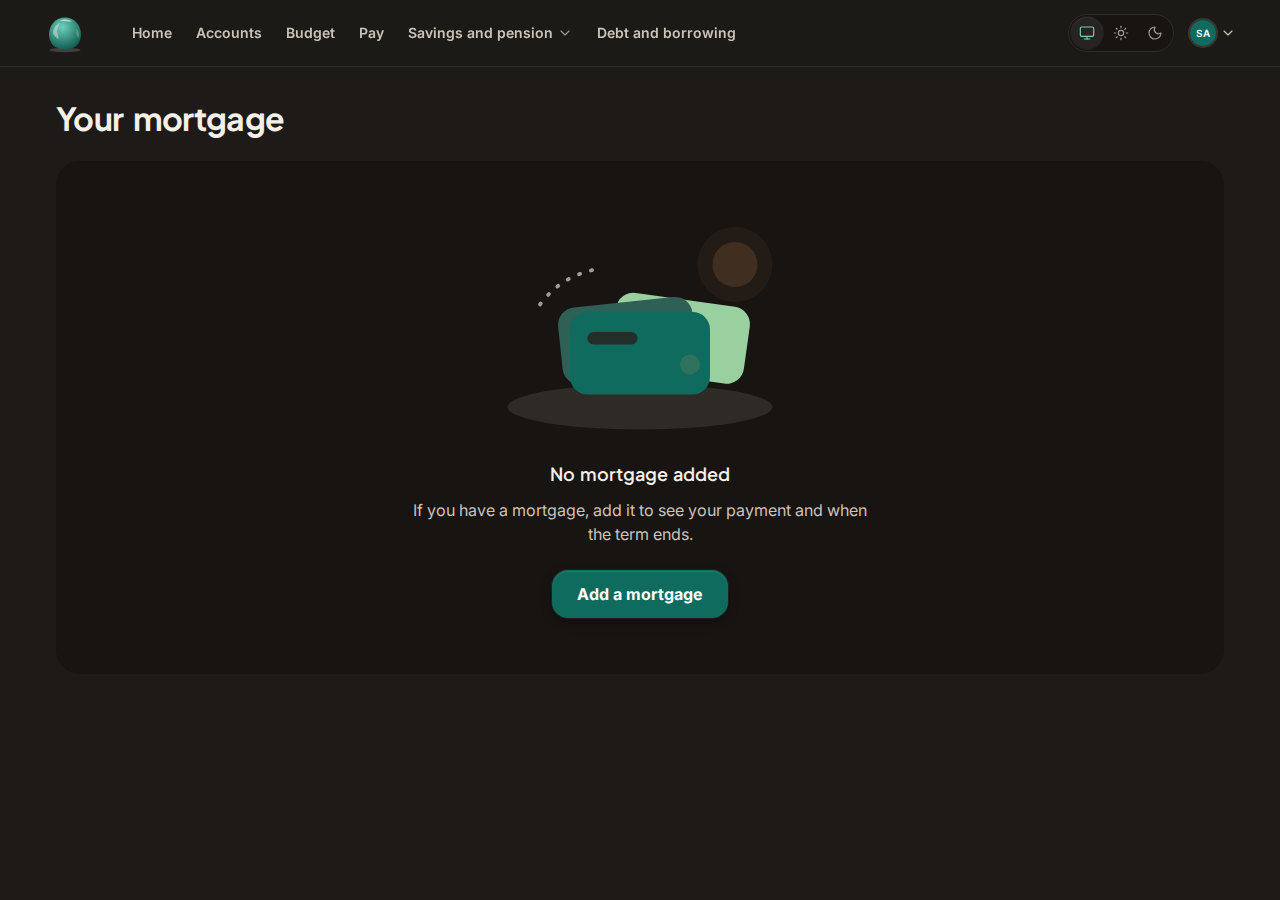 Home Accounts Budget Pay Savings and pension Debt and borrowing SA
Your mortgage
No mortgage added
If you have a mortgage, add it to see your payment and when
the term ends.
Add a mortgage